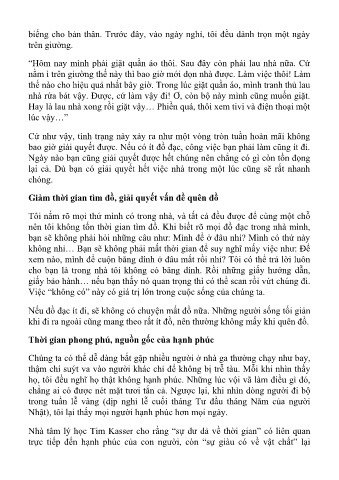 biếng cho bản thân. Trước đây, vào ngày nghỉ, tôi đều dành trọn một ngày
trên giường.
“Hôm nay mình phải giặt quần áo thôi. Sau đây còn phải lau nhà nữa. Cứ
nằm ì trên giường thế này thì bao giờ mới dọn nhà được. Làm việc thôi! Làm
thế nào cho hiệu quả nhất bây giờ. Trong lúc giặt quần áo, mình tranh thủ lau
nhà rửa bát vậy. Được, cứ làm vậy đi! Ơ, còn bộ này mình cũng muốn giặt.
Hay là lau nhà xong rồi giặt vậy… Phiền quá, thôi xem tivi và điện thoại một
lúc vậy…”
Cứ như vậy, tình trạng này xảy ra như một vòng tròn tuần hoàn mãi không
bao giờ giải quyết được. Nếu có ít đồ đạc, công việc bạn phải làm cũng ít đi.
Ngày nào bạn cũng giải quyết được hết chúng nên chẳng có gì còn tồn đọng
lại cả. Dù bạn có giải quyết hết việc nhà trong một lúc cũng sẽ rất nhanh
chóng.
Giảm thời gian tìm đồ, giải quyết vấn đề quên đồ
Tôi nắm rõ mọi thứ mình có trong nhà, và tất cả đều được để cùng một chỗ
nên tôi không tốn thời gian tìm đồ. Khi biết rõ mọi đồ đạc trong nhà mình,
bạn sẽ không phải hỏi những câu như: Mình để ở đâu nhỉ? Mình có thứ này
không nhỉ… Bạn sẽ không phải mất thời gian để suy nghĩ mấy việc như: Để
xem nào, mình để cuộn băng dính ở đâu mất rồi nhỉ? Tôi có thể trả lời luôn
cho bạn là trong nhà tôi không có băng dính. Rồi những giấy hướng dẫn,
giấy bảo hành… nếu bạn thấy nó quan trọng thì có thể scan rồi vứt chúng đi.
Việc “không có” này có giá trị lớn trong cuộc sống của chúng ta.
Nếu đồ đạc ít đi, sẽ không có chuyện mất đồ nữa. Những người sống tối giản
khi đi ra ngoài cũng mang theo rất ít đồ, nên thường không mấy khi quên đồ.
Thời gian phong phú, nguồn gốc của hạnh phúc
Chúng ta có thể dễ dàng bắt gặp nhiều người ở nhà ga thường chạy như bay,
thậm chí suýt va vào người khác chỉ để không bị trễ tàu. Mỗi khi nhìn thấy
họ, tôi đều nghĩ họ thật không hạnh phúc. Những lúc vội vã làm điều gì đó,
chẳng ai có được nét mặt tươi tắn cả. Ngược lại, khi nhìn dòng người đi bộ
trong tuần lễ vàng (dịp nghỉ lễ cuối tháng Tư đầu tháng Năm của người
Nhật), tôi lại thấy mọi người hạnh phúc hơn mọi ngày.
Nhà tâm lý học Tim Kasser cho rằng “sự dư dả về thời gian” có liên quan
trực tiếp đến hạnh phúc của con người, còn “sự giàu có về vật chất” lại